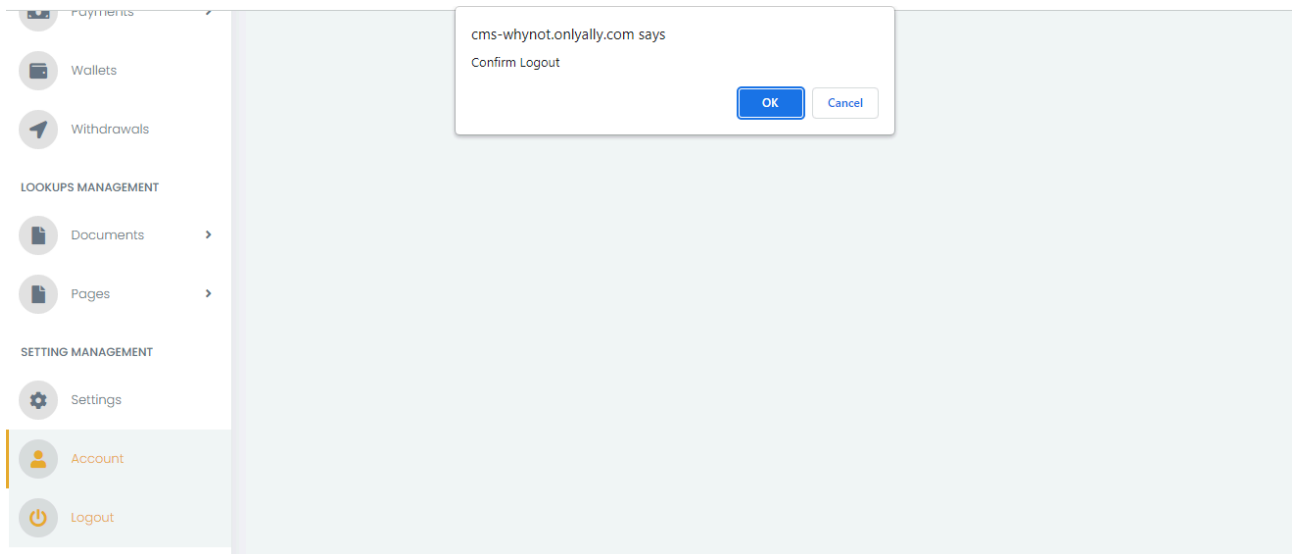 Payments
cms-whynot.onlyally.com says
Confirm Logout
OK
Cancel
Wallets
Withdrawals
LOOKUPS MANAGEMENT
Documents
Pages
SETTING MANAGEMENT
Settings
Account
Logout